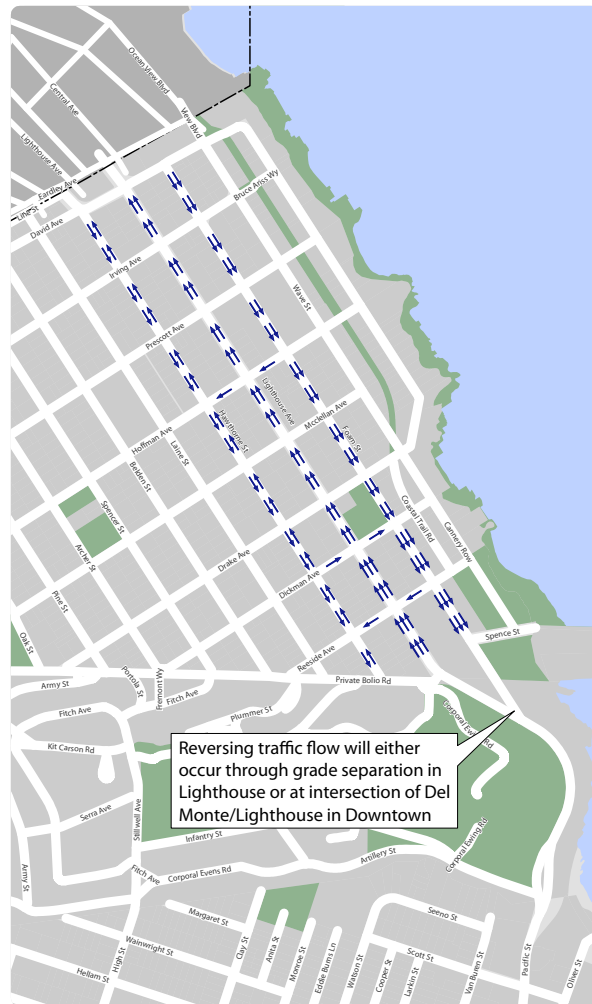 Ocean View Blvd
Central Ave
Lighthouse Ave
View Blvd
Eardley Ave
Line St
David Ave
Bruce Ariss Wy
Irving Ave
Wave St
Prescott Ave
Lighthouse Ave
Mcclellan Ave
Hawthorne St
Foam St
Hoffman Ave
Laine St
Belden St
Spencer St
Archer St
Coastal Trail Rd
Cannery Row
Drake Ave
Dickman Ave
Pine St
Oak St
Reeside Ave
Spence St
Private Bolio Rd
Army St
Portola St
Fremont Wy
Fitch Ave
Fitch Ave
Plummer St
Corporal Ewing Rd
Kit Carson Rd
Reversing traffic flow will either
occur through grade separation in
Lighthouse or at intersection of Del
Monte/Lighthouse in Downtown
Serra Ave
Stillwell Ave
Infantry St
Corporal Ewing Rd
Artillery St
Army St
Fitch Ave
Corporal Evens Rd
Margaret St
Clay St
Anita St
Monroe St
Eddie Burns Ln
Watson St
Cooper St
Larkin St
Seeno St
Scott St
Van Buren St
Pacific St
Oliver St
Wainwright St
High St
Hellam St